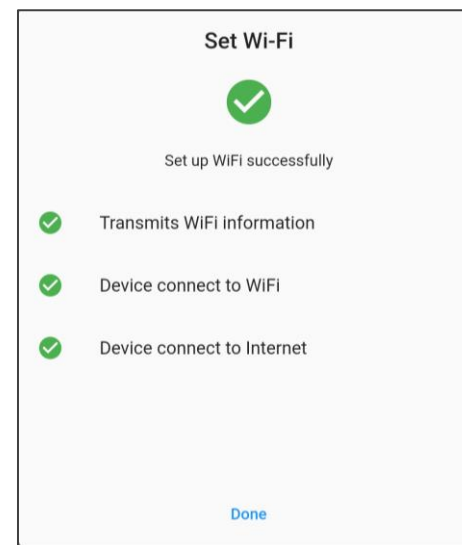 Set Wi-Fi
Set up WiFi successfully
Transmits WiFi information
Device connect to WiFi
Device connect to Internet
Done